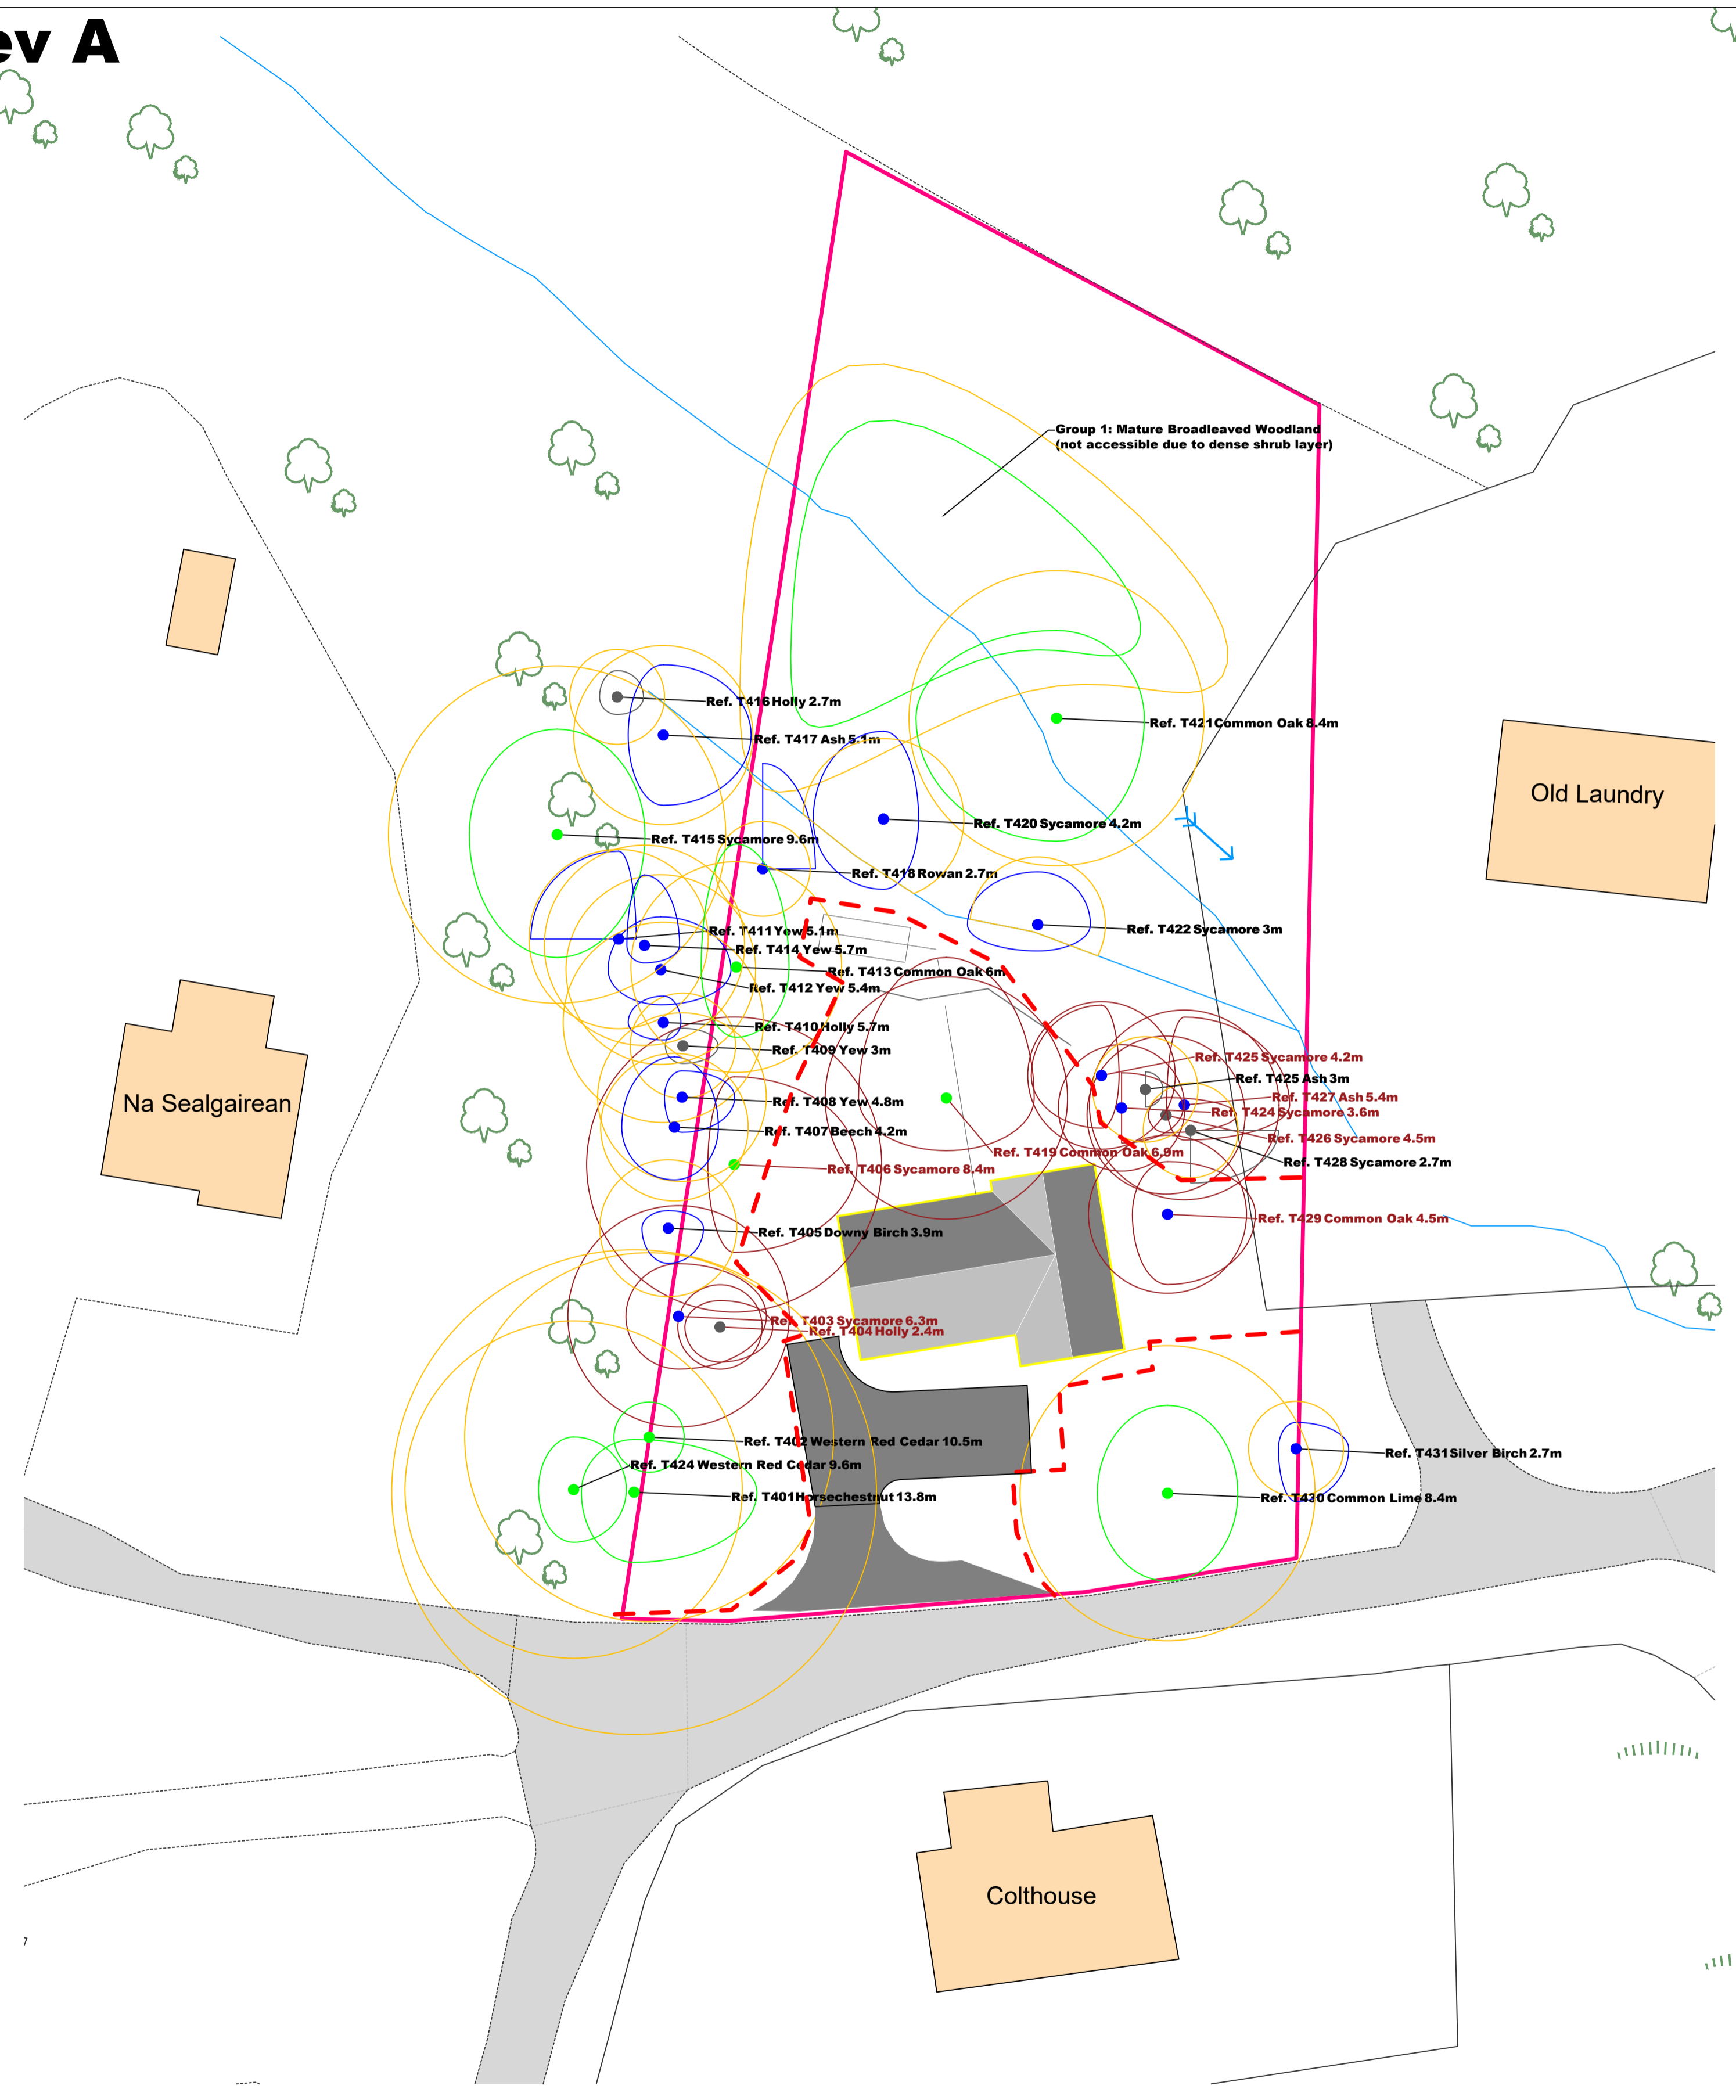 ev A
Group 1: Mature Broadleaved Woodland
(not accessible due to dense shrub layer)
Ref. T416 Holly 2.7m
Ref. T421 Common Oak 8.4m
Ref. T417 Ash 5.1m
Old Laundry
Ref. T420 Sycamore 4.2m
Ref. T415 Sycamore 9.6m
Ref. T418 Rowan 2.7m
Ref. T411 Yew 5.1m
Ref. T422 Sycamore 3m
Ref. T414 Yew 5.7m
Ref. T413 Common Oak 6m
Ref. T412 Yew 5.4m
Ref. T410 Holly 5.7m
Ref. T409 Yew 3m
Ref. T425 Sycamore 4.2m
Ref. T425 Ash 3m
Na Sealgairean
Ref. T408 Yew 4.8m
Ref. T427 Ash 5.4m
Ref. T424 Sycamore 3.6m
Ref. T407 Beech 4.2m
Ref. T426 Sycamore 4.5m
Ref. T419 Common Oak 6.9m
Ref. T428 Sycamore 2.7m
Ref. T406 Sycamore 8.4m
Ref. T429 Common Oak 4.5m
Ref. T405 Downy Birch 3.9m
Ref. T403 Sycamore 6.3m
Ref. T404 Holly 2.4m
Ref. T402 Western Red Cedar 10.5m
Ref. T431 Silver Birch 2.7m
Ref. T424 Western Red Cedar 9.6m
Ref. T401 Horsechestnut 13.8m
Ref. T430 Common Lime 8.4m
Colthouse
7